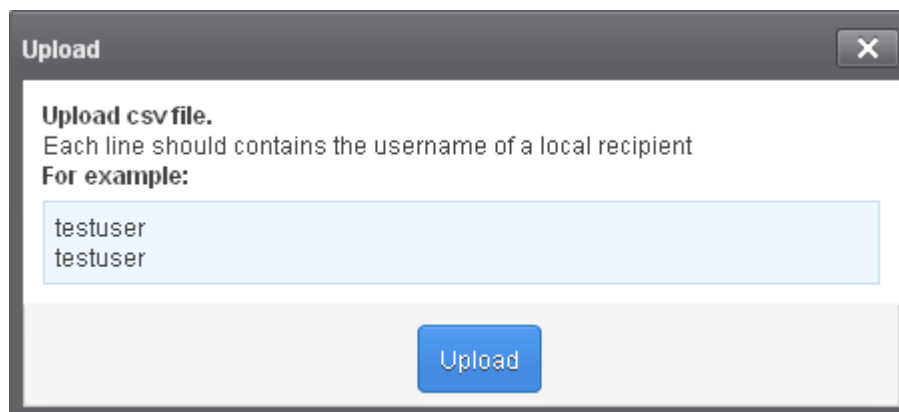 Upload
Upload csv file.
Each line should contains the username of a local recipient
For example:
testuser
testuser
Upload